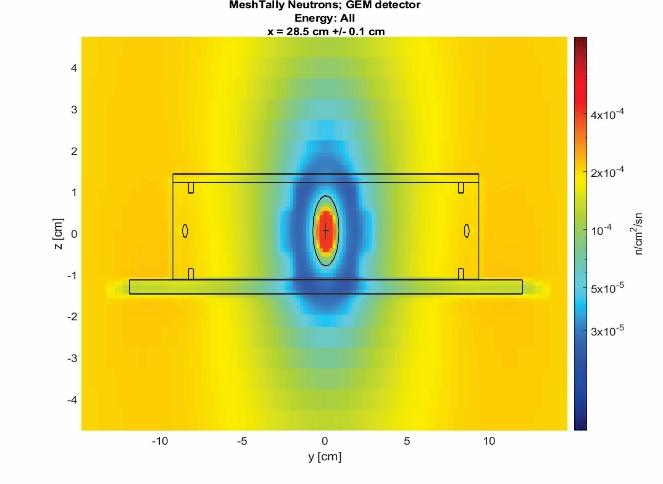 MeshTally Neutrons; GEM detector
Energy: All
x = 28.5 cm +/- 0.1 cm
4
3
2
1
0
-1
-2
-3
-4
z [cm]
-10
-5
0
5
10
y [cm]
4x10⁻⁴
2x10⁻⁴
10⁻⁴
5x10⁻⁵
3x10⁻⁵
n/cm²/sn